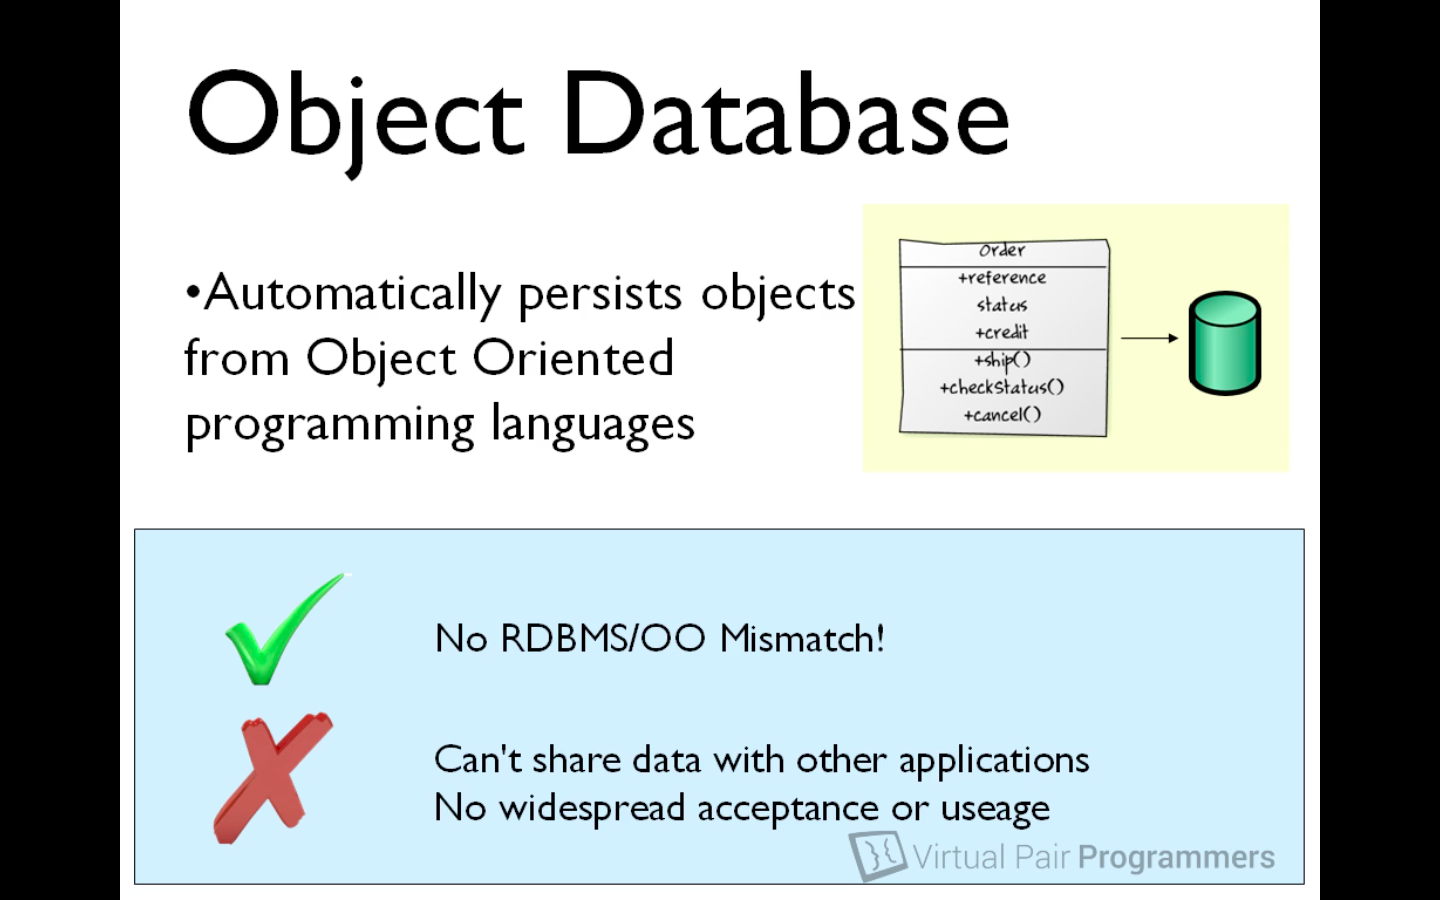 Object Database
•Automatically persists objects
from Object Oriented
programming languages
Order
+reference
status
+credit
+ship()
+checkStatus()
+cancel()
No RDBMS/OO Mismatch!
Can't share data with other applications
No widespread acceptance or useage
Virtual Pair Programmers